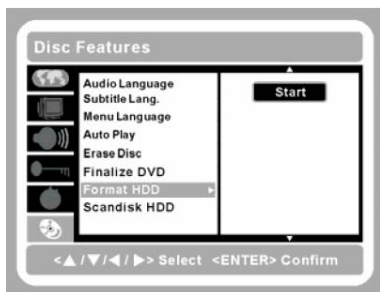 Disc Features
Audio Language
Subtitle Lang.
Menu Language
Auto Play
Erase Disc
Finalize DVD
Format HDD
Scandisk HDD
Start
<▲ /▼/◀ / ▶> Select <ENTER> Confirm